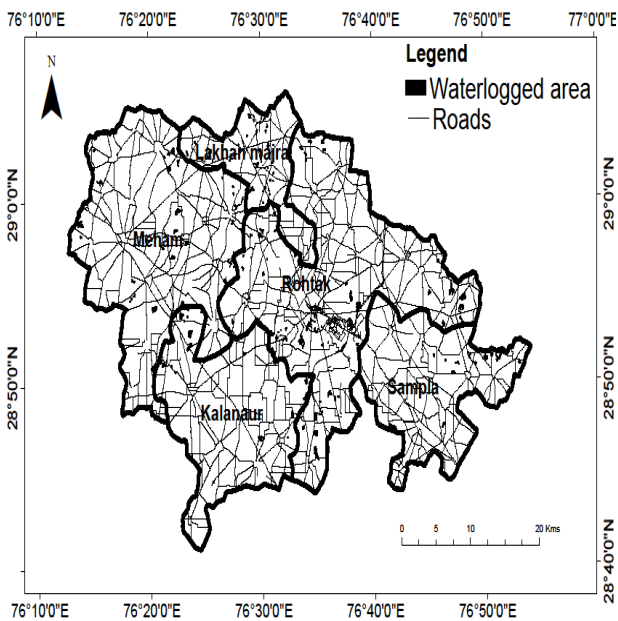 76°10'0"E 76°20'0"E 76°30'0"E 76°40'0"E 76°50'0"E 77°0'0"E
Legend
Waterlogged area
Roads
N
Lakhan majra
Meham
Rohtak
Sampla
Kalanaur
29°0'0"N
28°50'0"N
29°0'0"N
28°50'0"N
28°40'0"N
0 5 10 20 Kms
76°10'0"E 76°20'0"E 76°30'0"E 76°40'0"E 76°50'0"E